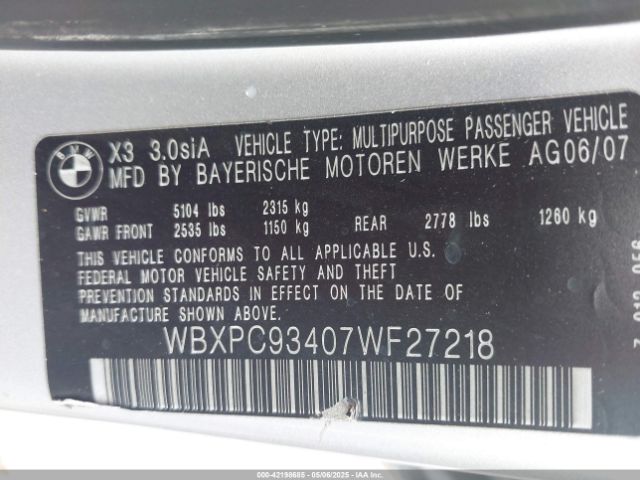 BMW
X3 3.0siA VEHICLE TYPE: MULTIPURPOSE PASSENGER VEHICLE
MFD BY BAYERISCHE MOTOREN WERKE AG06/07
GVWR 5104 lbs 2315 kg
GAWR FRONT 2535 lbs 1150 kg REAR 2778 lbs 1260 kg
THIS VEHICLE CONFORMS TO ALL APPLICABLE U.S.
FEDERAL MOTOR VEHICLE SAFETY AND THEFT
PREVENTION STANDARDS IN EFFECT ON THE DATE OF
MANUFACTURE SHOWN ABOVE.
WBXPC93407WF27218
000-42198685 - 05/06/2025 - IAAI.COM